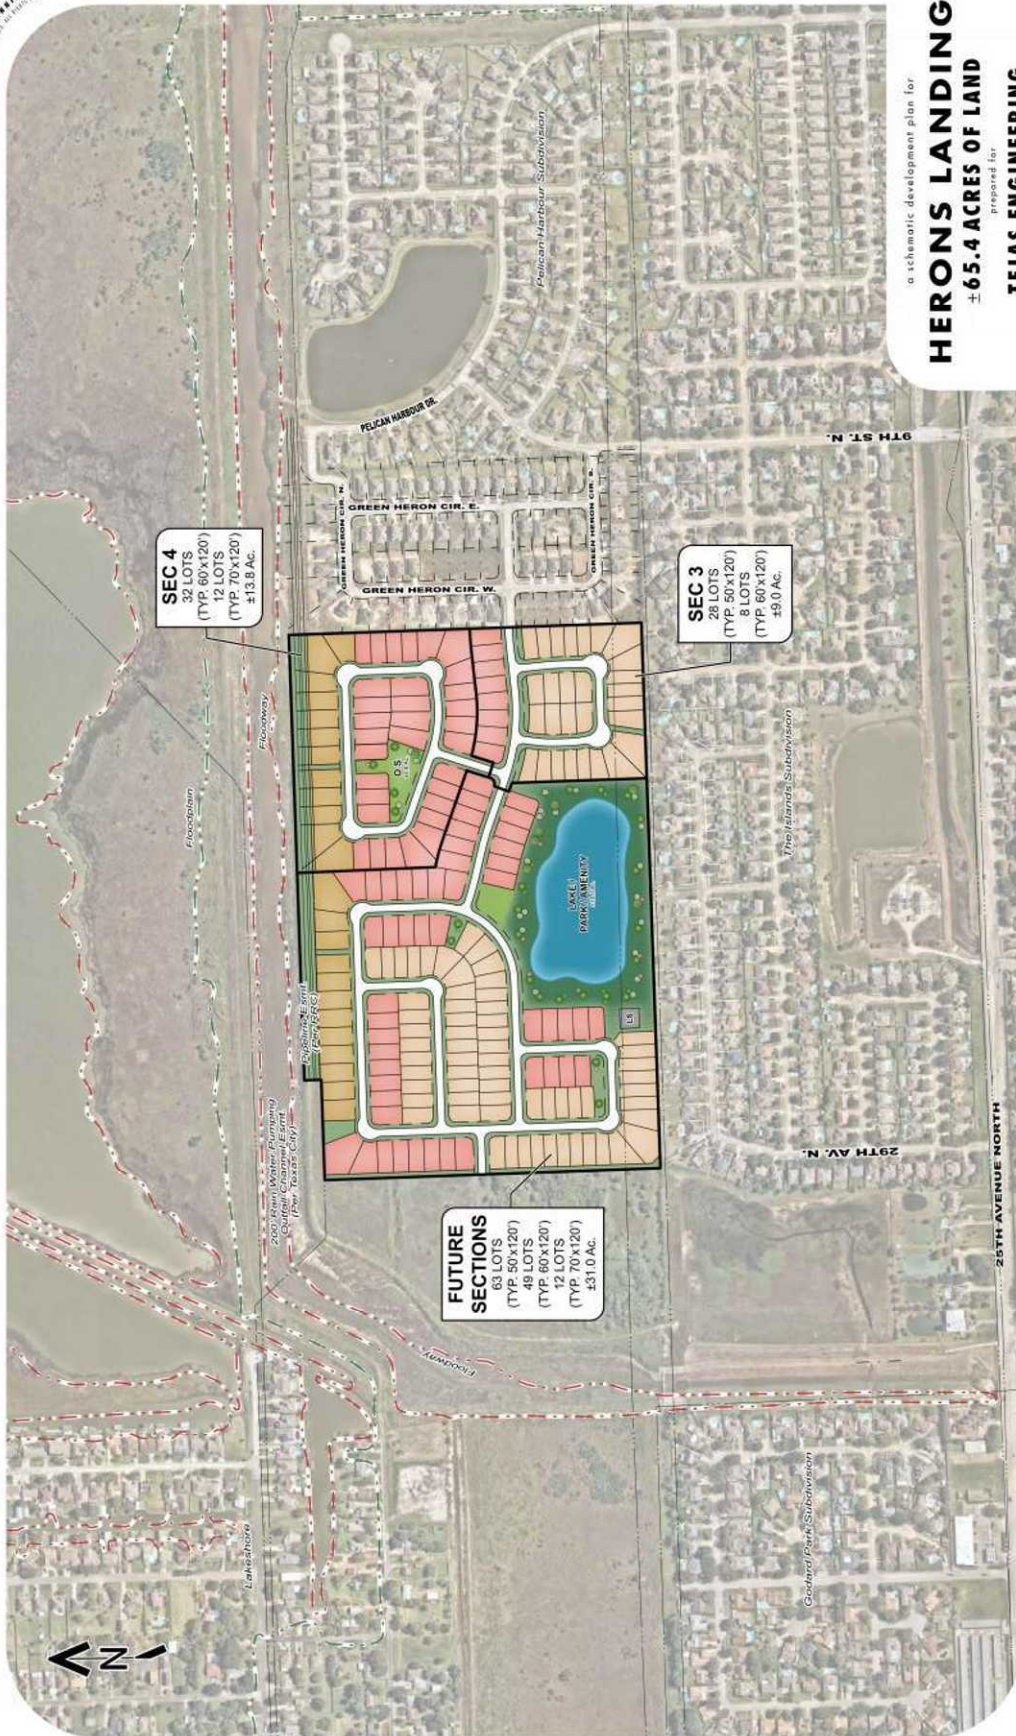 a schematic development plan for
HERONS LANDING
±65.4 ACRES OF LAND
prepared for
TEJAS ENGINEERING
SEC 4
32 LOTS
(TYP. 60'x120')
12 LOTS
(TYP. 70'x120')
±13.8 Ac.
SEC 3
28 LOTS
(TYP. 50'x120')
8 LOTS
(TYP. 60'x120')
±9.0 Ac.
FUTURE
SECTIONS
63 LOTS
(TYP. 50'x120')
49 LOTS
(TYP. 60'x120')
12 LOTS
(TYP. 70'x120')
±31.0 Ac.
Lakeshore
200' Rain Water Pumping
Outfall Channel Esmt
(Per Texas City)
Pipeline Esmt
(Per RRC)
Floodplain
Floodway
Floodway
O.S.
LAKE /
PARK / AMENITY
LS
PELICAN HARBOUR DR.
Pelican Harbour Subdivision
GREEN HERON CIR. N.
GREEN HERON CIR. E.
GREEN HERON CIR. W.
GREEN HERON CIR. S.
9TH ST. N.
The Islands Subdivision
29TH AV. N.
25TH AVENUE NORTH
Godard Park Subdivision
N